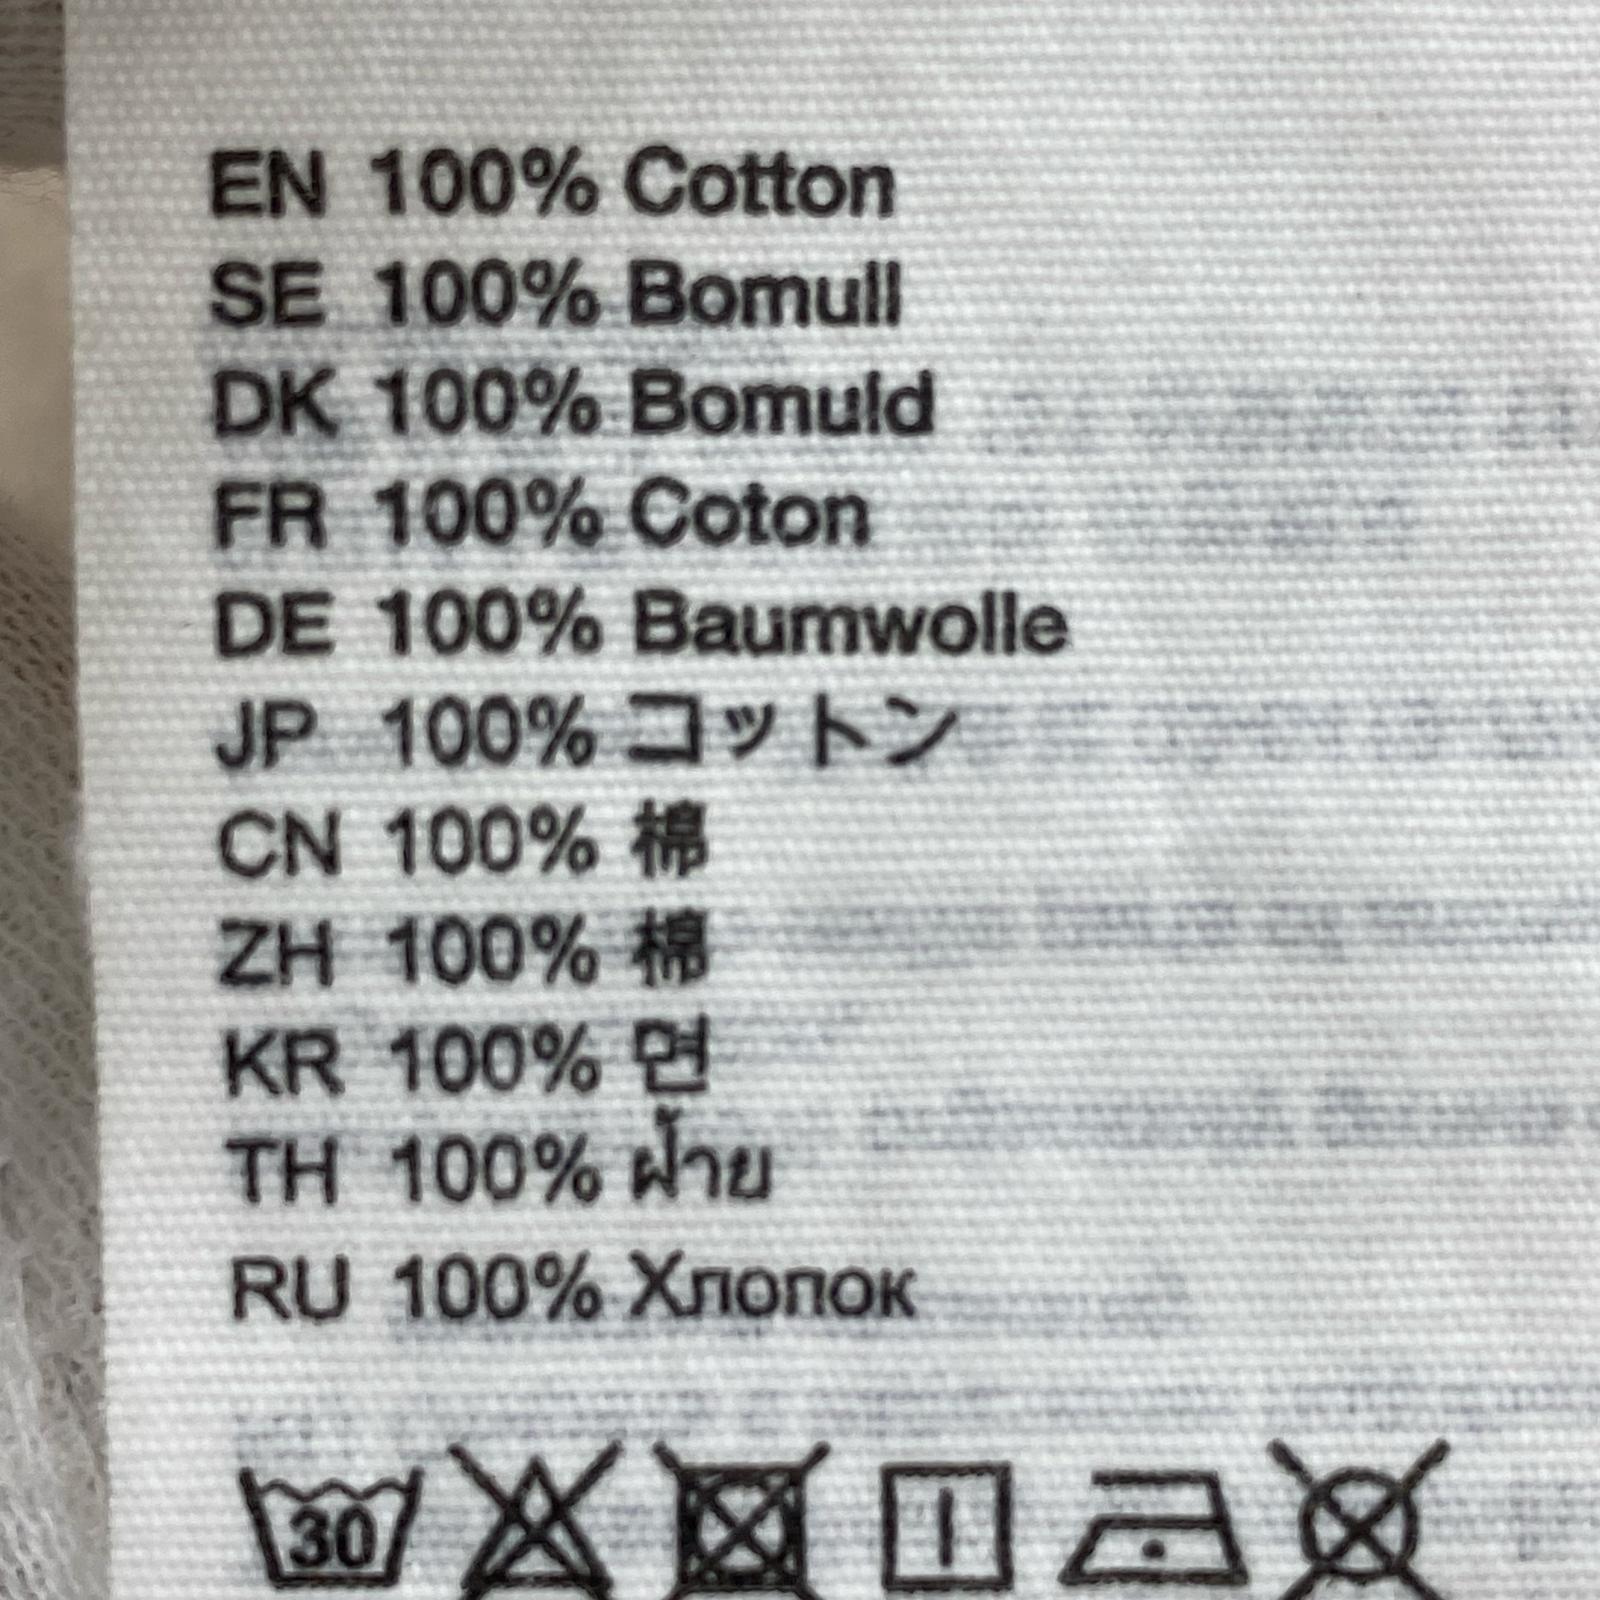 EN 100% Cotton
SE 100% Bomull
DK 100% Bomuld
FR 100% Coton
DE 100% Baumwolle
JP 100% コットン
CN 100% 棉
ZH 100% 棉
KR 100% 면
TH 100% ฝ้าย
RU 100% Хлопок
30